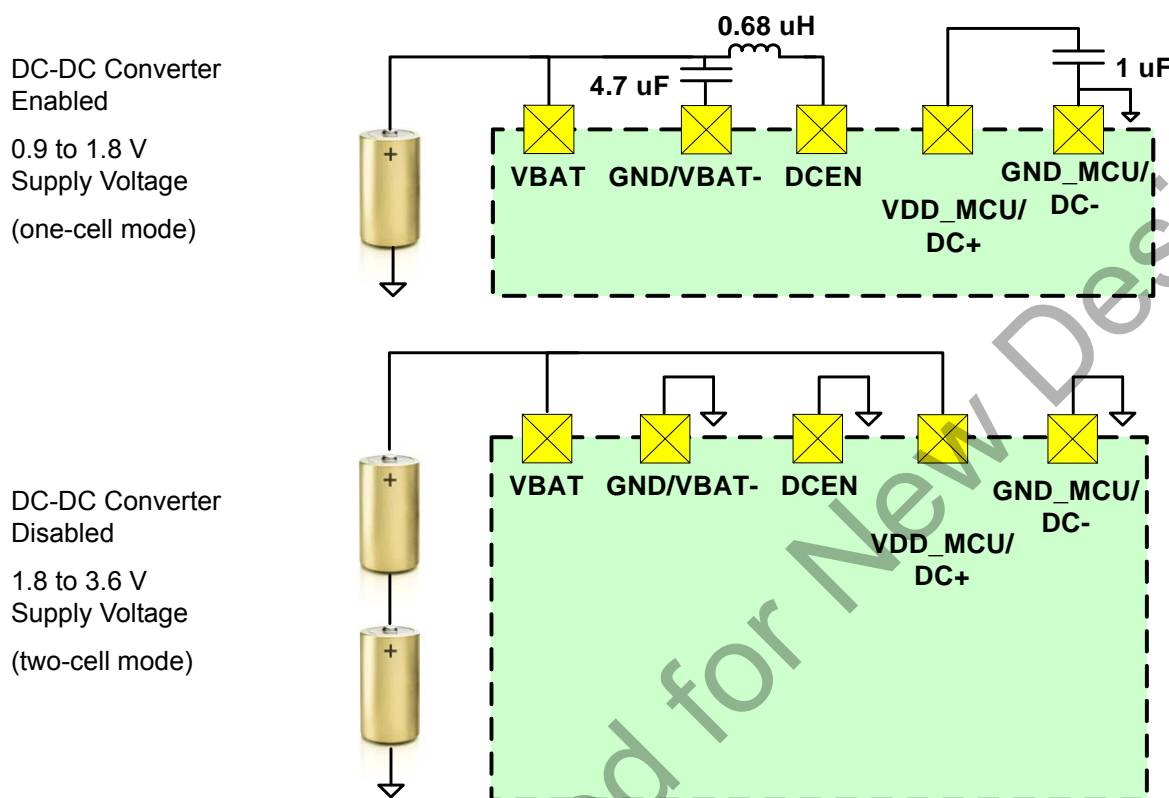 DC-DC Converter
Enabled
0.9 to 1.8 V
Supply Voltage
(one-cell mode)
0.68 uH
4.7 uF
1 uF
+
VBAT
GND/VBAT-
DCEN
VDD_MCU/
DC+
GND_MCU/
DC-
DC-DC Converter
Disabled
1.8 to 3.6 V
Supply Voltage
(two-cell mode)
+
+
VBAT
GND/VBAT-
DCEN
VDD_MCU/
DC+
GND_MCU/
DC-
for New